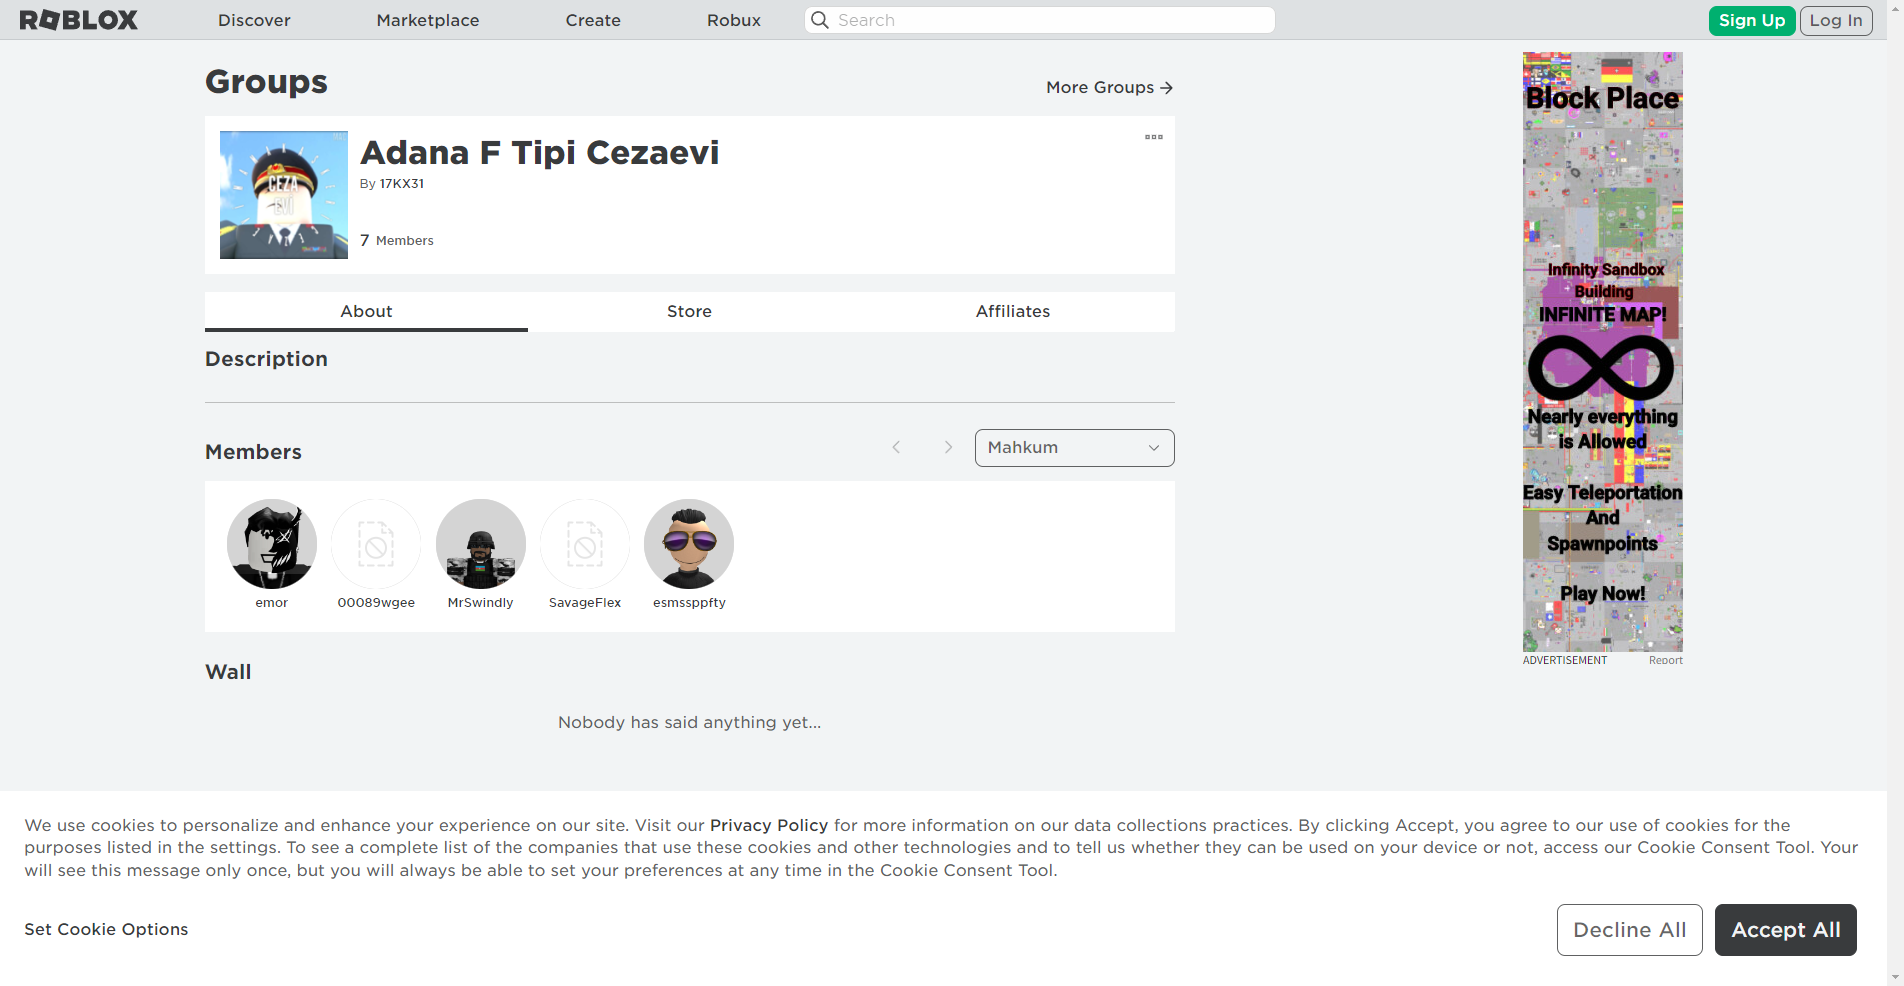 ROBLOX
Discover
Marketplace
Create
Robux
Search
Sign Up
Log In
Groups
More Groups
Adana F Tipi Cezaevi
By 17KX31
7 Members
CEZA
EVİ
About
Store
Affiliates
Description
Members
Mahkum
emor
00089wgee
MrSwindly
SavageFlex
esmssppfty
Wall
Nobody has said anything yet...
Block Place
Infinity Sandbox
Building
INFINITE MAP!
Nearly everything
is Allowed
Easy Teleportation
And
Spawnpoints
Play Now!
ADVERTISEMENT
Report
We use cookies to personalize and enhance your experience on our site. Visit our Privacy Policy for more information on our data collections practices. By clicking Accept, you agree to our use of cookies for the
purposes listed in the settings. To see a complete list of the companies that use these cookies and other technologies and to tell us whether they can be used on your device or not, access our Cookie Consent Tool. Your
will see this message only once, but you will always be able to set your preferences at any time in the Cookie Consent Tool.
Set Cookie Options
Decline All
Accept All